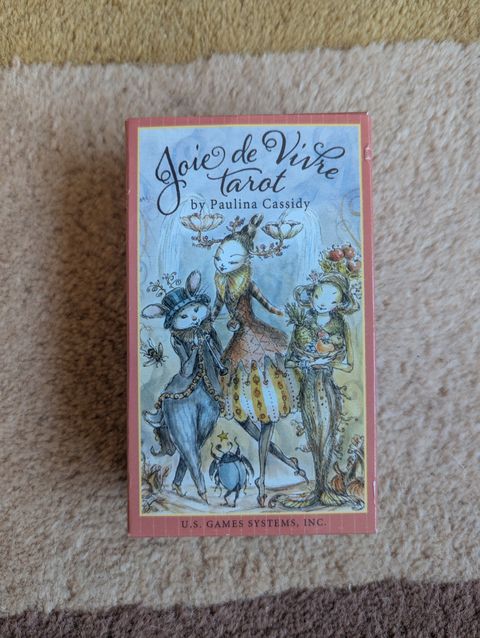 Joie de Vivre
Tarot
by Paulina Cassidy
U.S. GAMES SYSTEMS, INC.